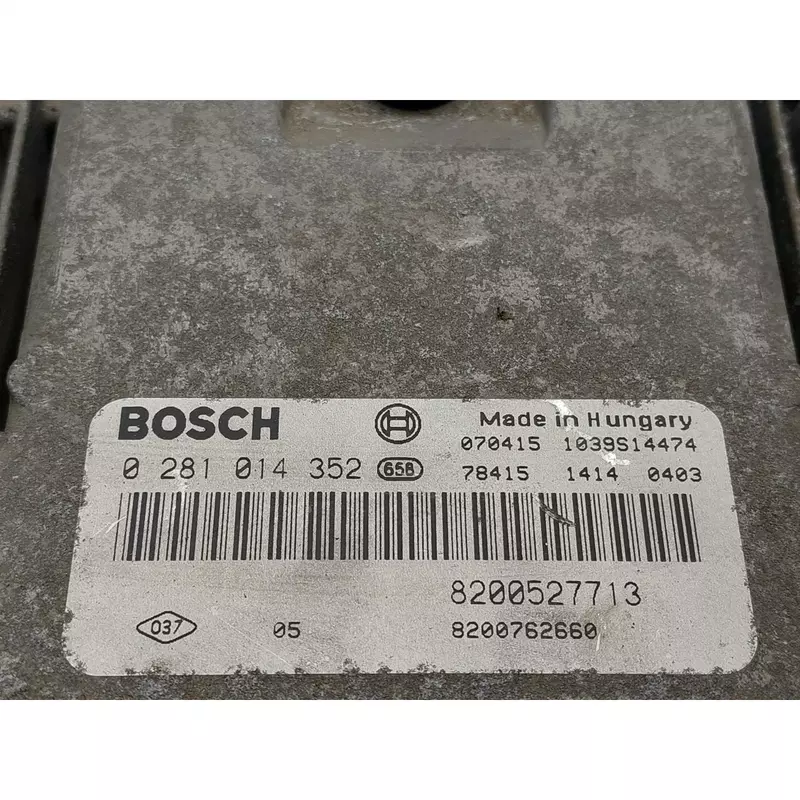 BOSCH
Made in Hungary
070415 1039S14474
0 281 014 352 658
78415 1414 0403
8200527713
037 05 8200762660